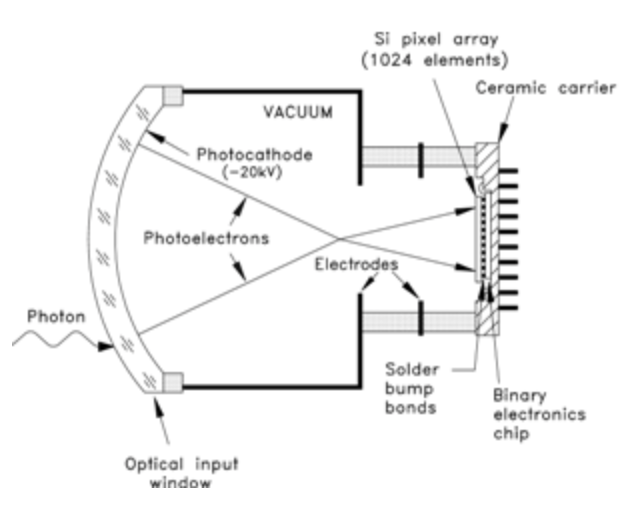 Si pixel array
(1024 elements)
Ceramic carrier
VACUUM
Photocathode
(-20kV)
Photoelectrons
Electrodes
Photon
Solder
bump
bonds
Binary
electronics
chip
Optical input
window